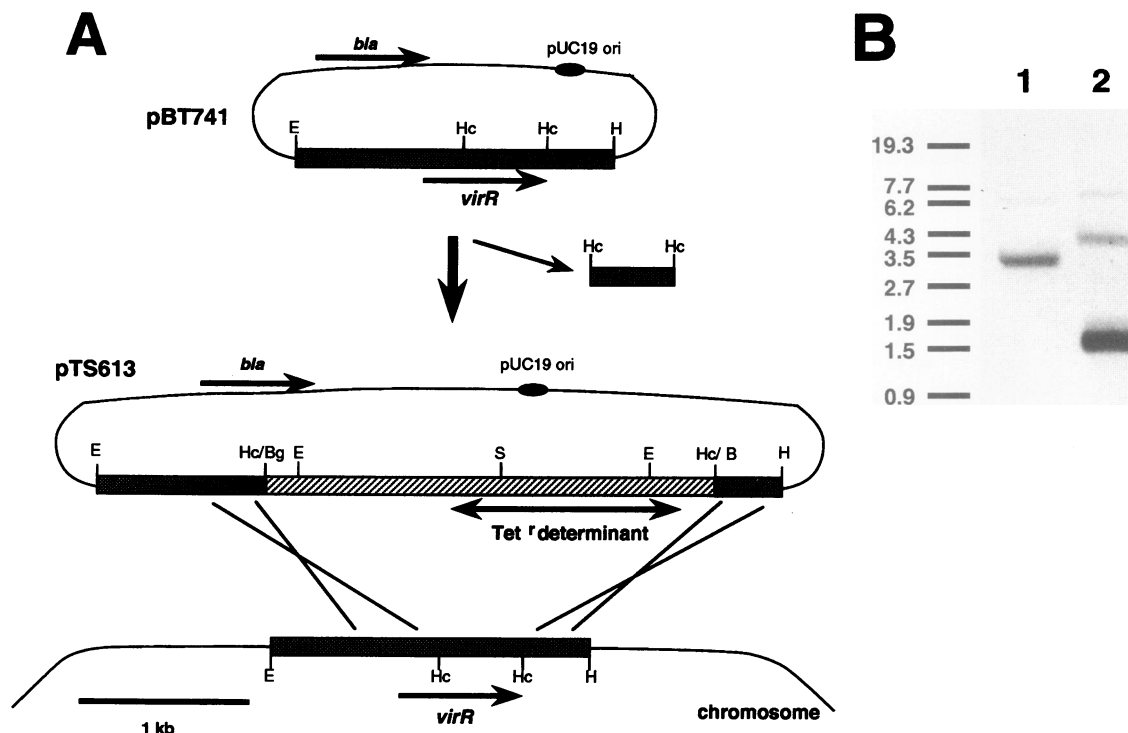 A
bla
pUC19 ori
pBT741
E
Hc
Hc
H
virR
Hc
Hc
pTS613
bla
pUC19 ori
E
Hc/Bg
E
S
E
Hc/ B
H
Tet r determinant
E
Hc
Hc
H
virR
chromosome
1 kb
B
1 2
19.3
7.7
6.2
4.3
3.5
2.7
1.9
1.5
0.9